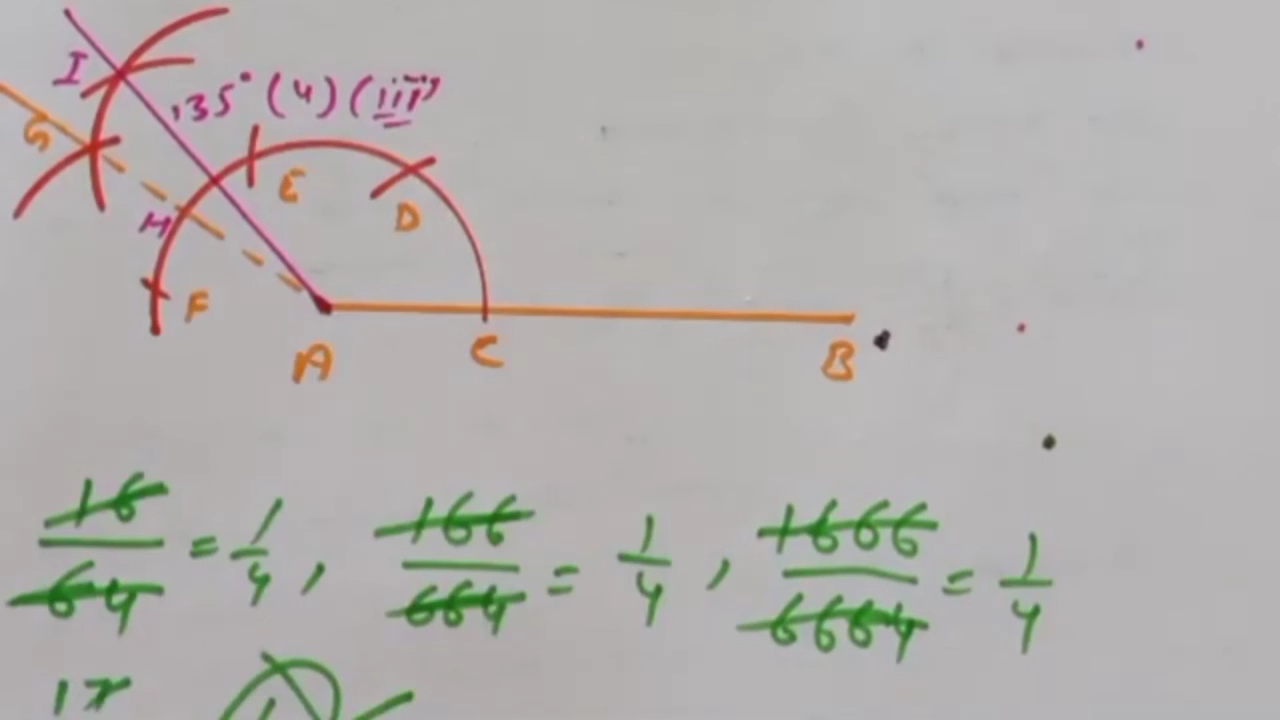 I
135° (4) (iii)
G
E
D
H
F
A C B
16/64 = 1/4 , 166/664 = 1/4 , 1666/6664 = 1/4